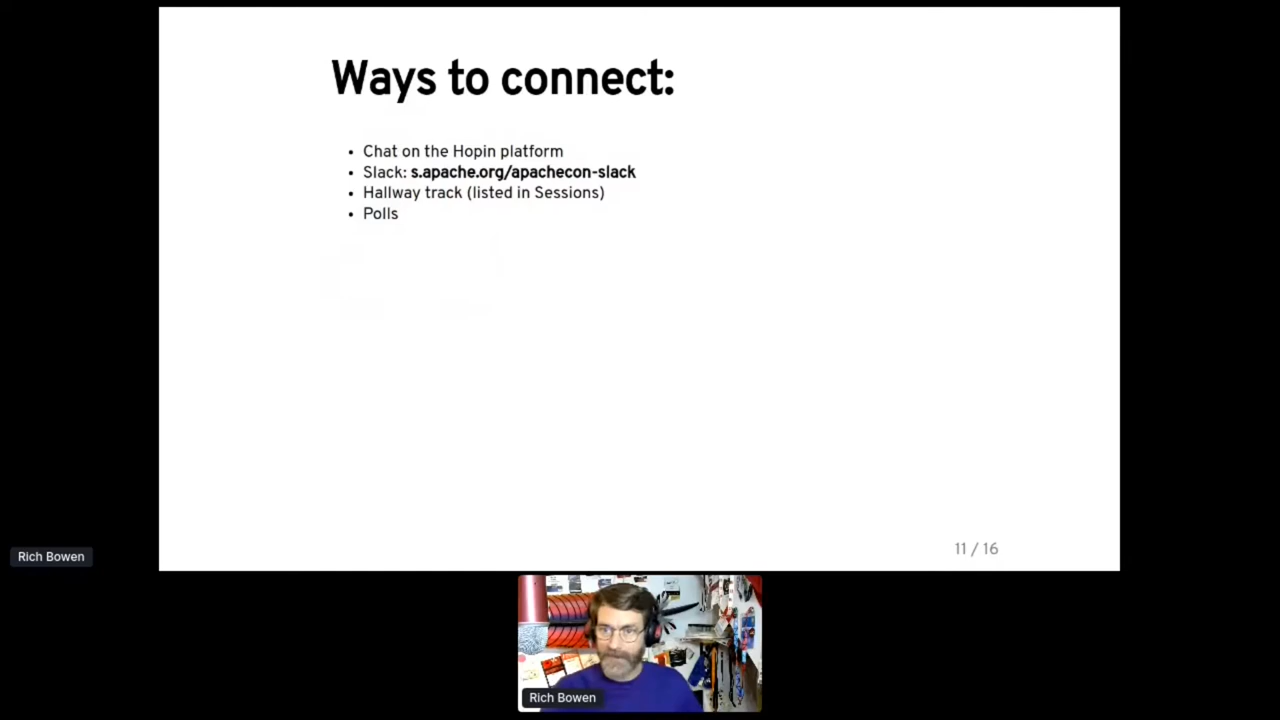 Ways to connect:
• Chat on the Hopin platform
• Slack: s.apache.org/apachecon-slack
• Hallway track (listed in Sessions)
• Polls
11 / 16
Rich Bowen
Rich Bowen